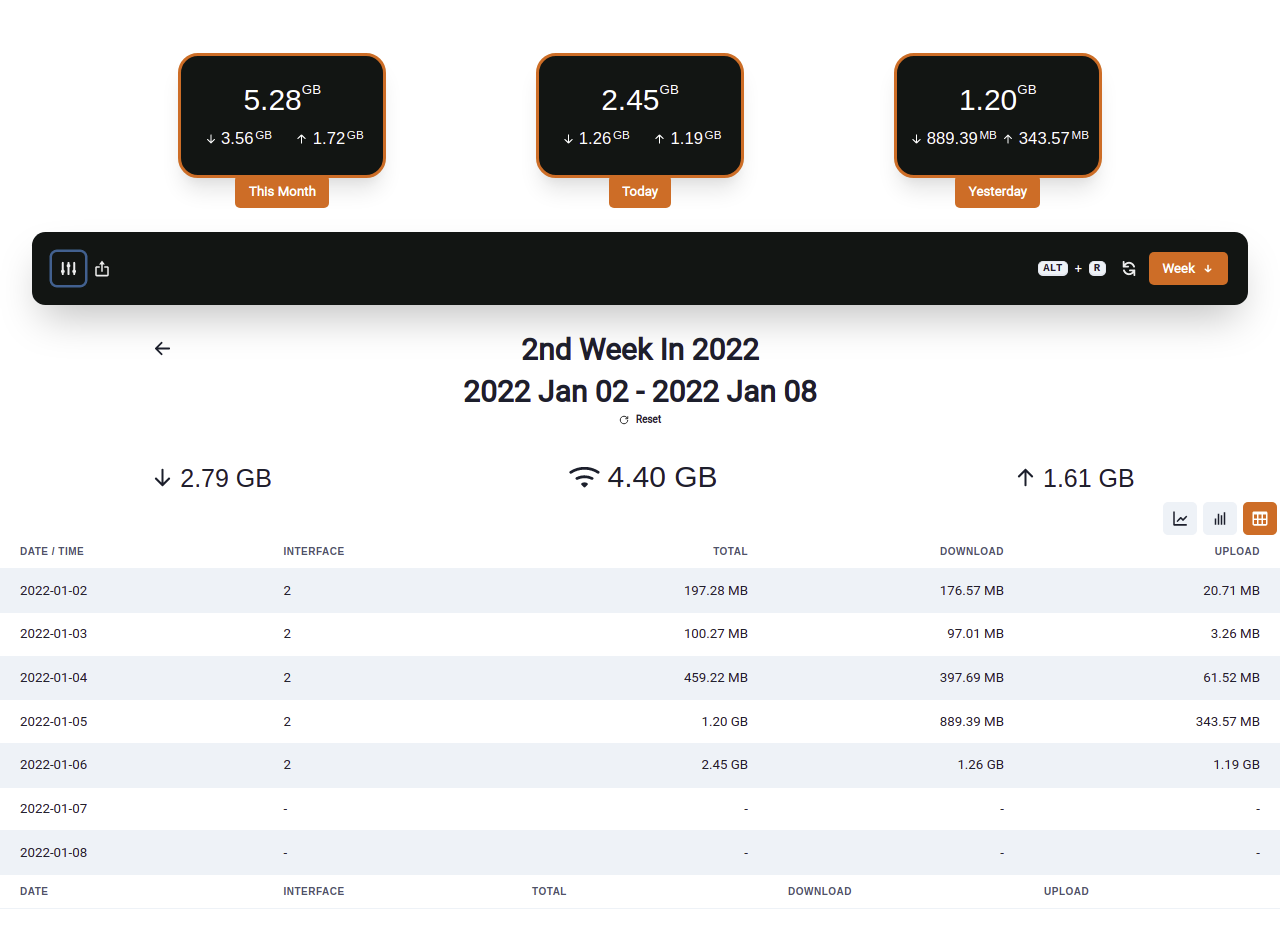 5.28GB 2.45GB 1.20GB
↓ 3.56GB ↑ 1.72GB ↓ 1.26GB ↑ 1.19GB ↓ 889.39MB ↑ 343.57MB
This Month Today Yesterday
ALT + R Week ↓
2nd Week In 2022
2022 Jan 02 - 2022 Jan 08
Reset
↓ 2.79 GB 4.40 GB ↑ 1.61 GB
DATE / TIME INTERFACE TOTAL DOWNLOAD UPLOAD
2022-01-02 2 197.28 MB 176.57 MB 20.71 MB
2022-01-03 2 100.27 MB 97.01 MB 3.26 MB
2022-01-04 2 459.22 MB 397.69 MB 61.52 MB
2022-01-05 2 1.20 GB 889.39 MB 343.57 MB
2022-01-06 2 2.45 GB 1.26 GB 1.19 GB
2022-01-07 - - - -
2022-01-08 - - - -
DATE INTERFACE TOTAL DOWNLOAD UPLOAD